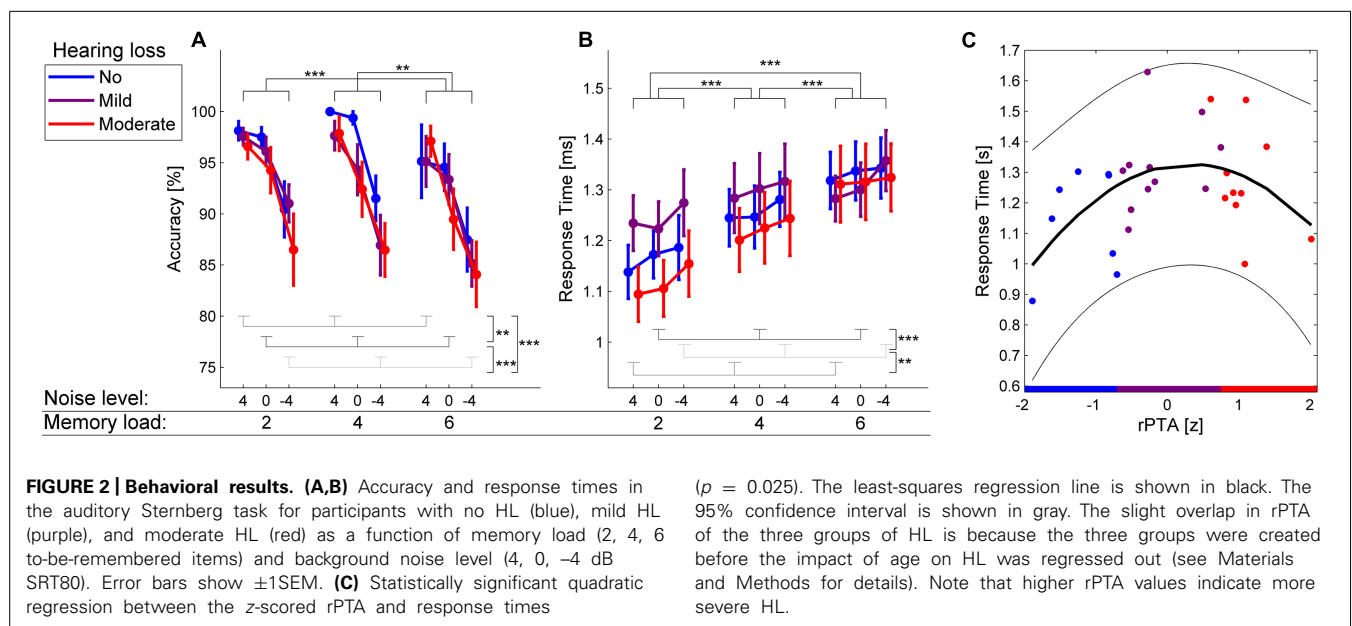 Hearing loss
No
Mild
Moderate
A
*** **
100
95
90
85
80
75
Accuracy [%]
** ***
***
B
***
*** ***
1.5
1.4
1.3
1.2
1.1
1
Response Time [ms]
***
**
C
1.7
1.6
1.5
1.4
1.3
1.2
1.1
1
0.9
0.8
0.7
0.6
Response Time [s]
-2 -1 0 1 2
rPTA [z]
Noise level: 4 0 -4 4 0 -4 4 0 -4 4 0 -4 4 0 -4 4 0 -4
Memory load: 2 4 6 2 4 6
FIGURE 2 | Behavioral results. (A,B) Accuracy and response times in
the auditory Sternberg task for participants with no HL (blue), mild HL
(purple), and moderate HL (red) as a function of memory load (2, 4, 6
to-be-remembered items) and background noise level (4, 0, –4 dB
SRT80). Error bars show ±1SEM. (C) Statistically significant quadratic
regression between the z-scored rPTA and response times
(p = 0.025). The least-squares regression line is shown in black. The
95% confidence interval is shown in gray. The slight overlap in rPTA
of the three groups of HL is because the three groups were created
before the impact of age on HL was regressed out (see Materials
and Methods for details). Note that higher rPTA values indicate more
severe HL.